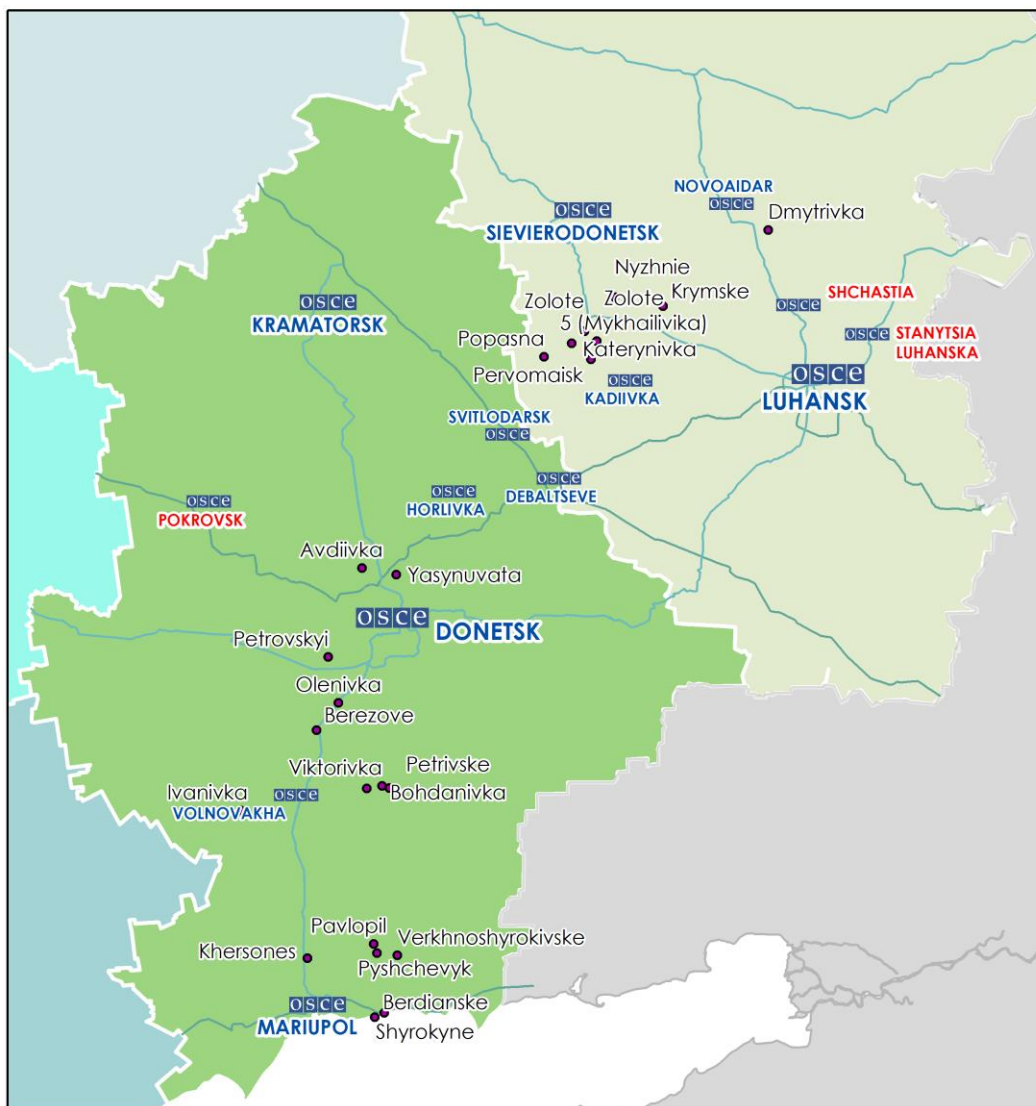 NOVOAIDAR
osce
Dmytrivka
osce
SIEVIERODONETSK
Nyzhnie
Zolote
Zolote
Krymske
5 (Mykhailivika)
osce
SHCHASTIA
osce
KRAMATORSK
osce
STANYTSIA
LUHANSKA
Popasna
Katerynivka
Pervomaisk
osce
KADIIVKA
osce
LUHANSK
SVITLODARSK
osce
osce
DEBALTSEVE
osce
HORLIVKA
osce
POKROVSK
Avdiivka
Yasynuvata
osce
DONETSK
Petrovskyi
Olenivka
Berezove
Viktorivka
Petrivske
Bohdanivka
Ivanivka
osce
VOLNOVAKHA
Pavlopil
Verkhnoshyrokivske
Khersones
Pyshchevyk
osce
MARIUPOL
Berdianske
Shyrokyne